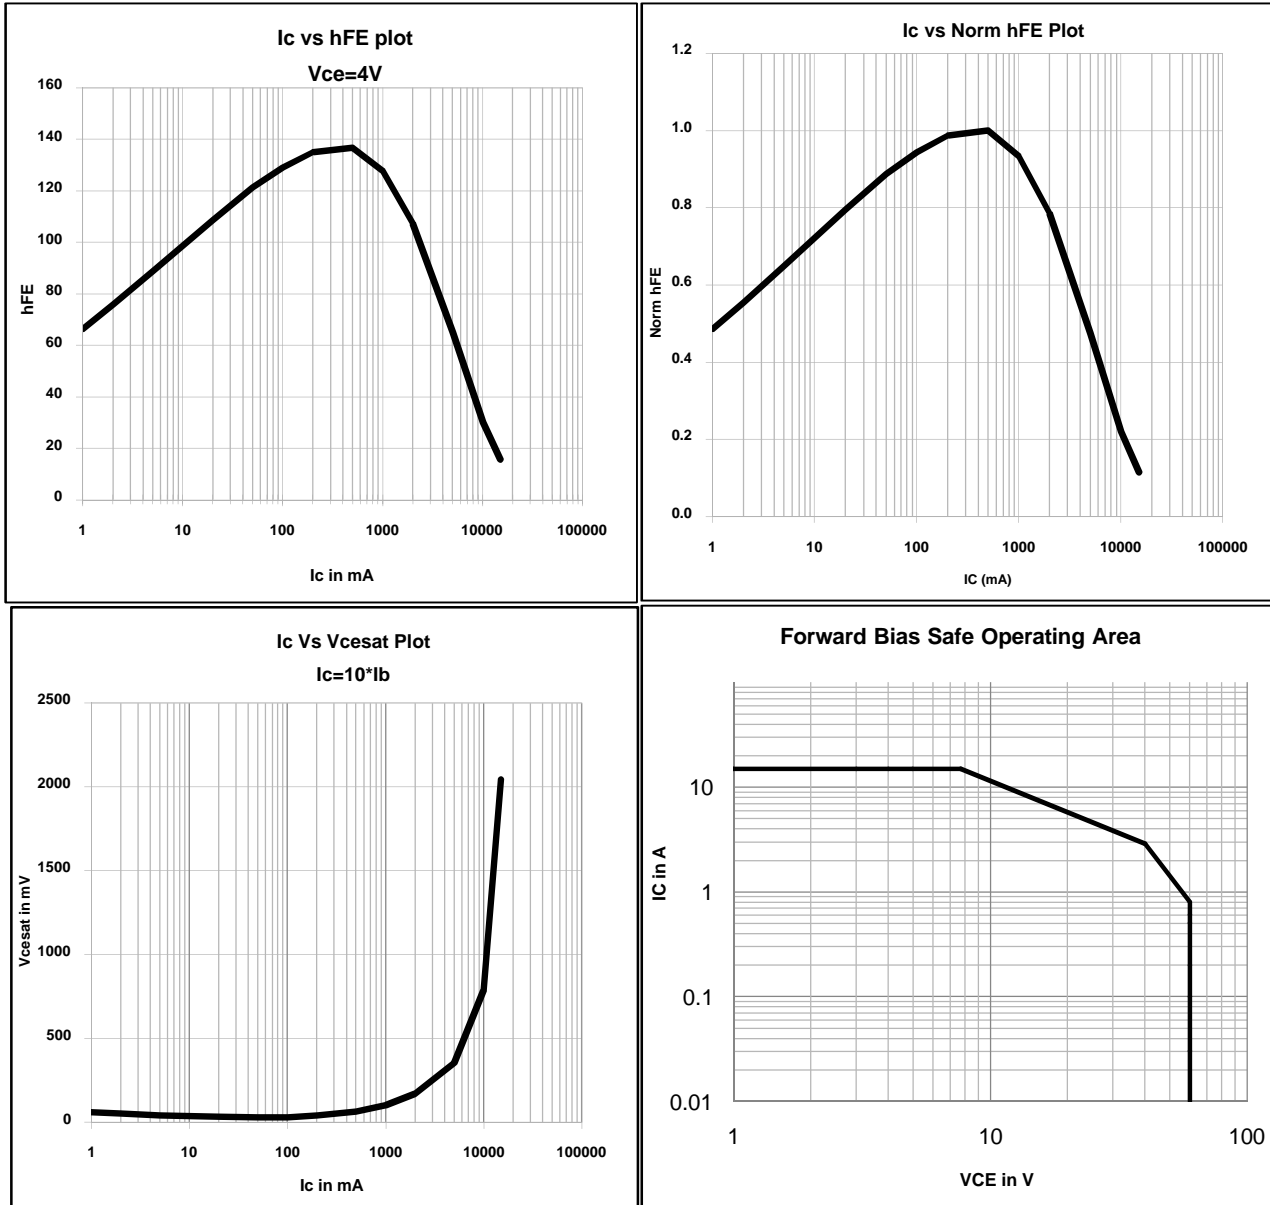 Ic vs hFE plot
Vce=4V
160
140
120
100
80
60
40
20
0
hFE
1 10 100 1000 10000 100000
Ic in mA
Ic vs Norm hFE Plot
1.2
1.0
0.8
0.6
0.4
0.2
0.0
Norm hFE
1 10 100 1000 10000 100000
IC (mA)
Ic Vs Vcesat Plot
Ic=10*Ib
2500
2000
1500
1000
500
0
Vcesat in mV
1 10 100 1000 10000 100000
Ic in mA
Forward Bias Safe Operating Area
10
1
0.1
0.01
IC in A
1 10 100
VCE in V